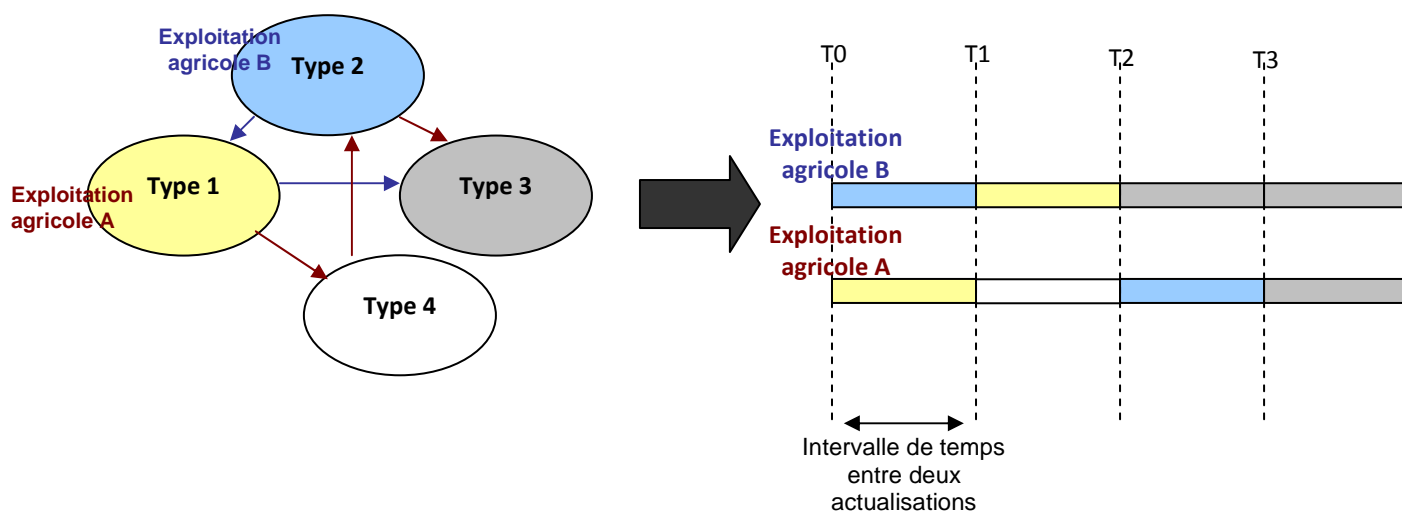 Exploitation
agricole B
Type 2
Type 1
Type 3
Exploitation
agricole A
Type 4
T0 T1 T2 T3
Exploitation
agricole B
Exploitation
agricole A
Intervalle de temps
entre deux
actualisations